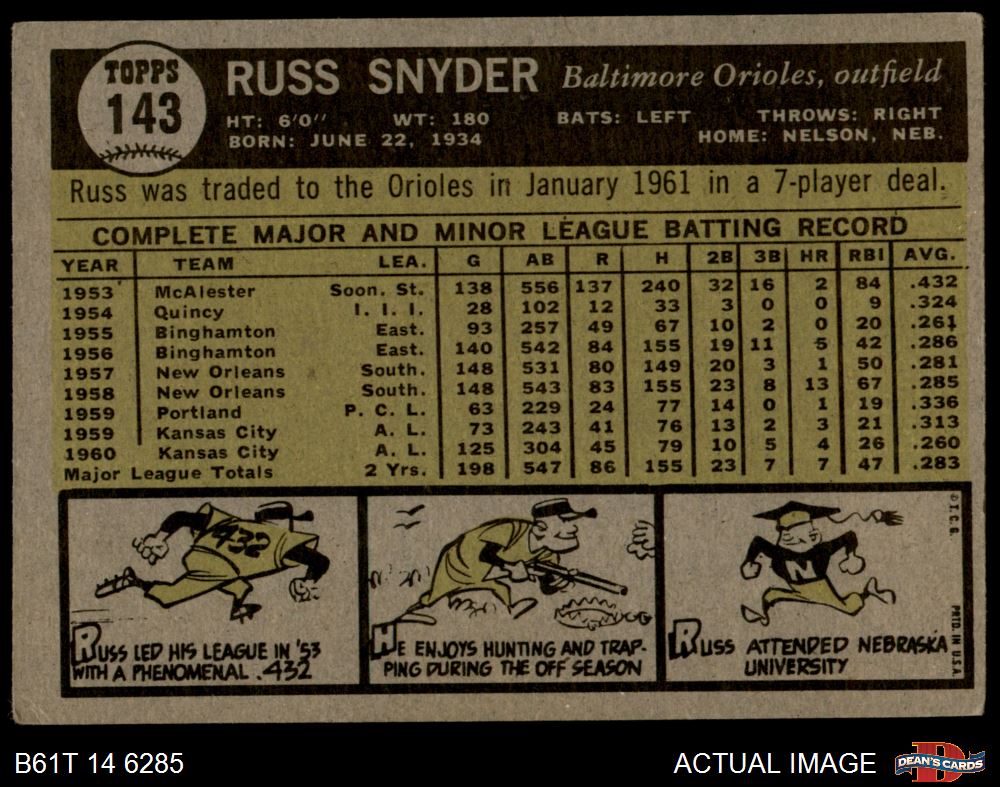 TOPPS
143
RUSS SNYDER Baltimore Orioles, outfield
HT: 6'0" WT: 180 BATS: LEFT THROWS: RIGHT
BORN: JUNE 22, 1934 HOME: NELSON, NEB.
Russ was traded to the Orioles in January 1961 in a 7-player deal.
COMPLETE MAJOR AND MINOR LEAGUE BATTING RECORD
YEAR TEAM LEA. G AB R H 2B 3B HR RBI AVG.
1953 McAlester Soon. St. 138 556 137 240 32 16 2 84 .432
1954 Quincy I. I. I. 28 102 12 33 3 0 0 9 .324
1955 Binghamton East. 93 257 49 67 10 2 0 20 .261
1956 Binghamton East. 140 542 84 155 19 11 5 42 .286
1957 New Orleans South. 148 531 80 149 20 3 1 50 .281
1958 New Orleans South. 148 543 83 155 23 8 13 67 .285
1959 Portland P. C. L. 63 229 24 77 14 0 1 19 .336
1959 Kansas City A. L. 73 243 41 76 13 2 3 21 .313
1960 Kansas City A. L. 125 304 45 79 10 5 4 26 .260
Major League Totals 2 Yrs. 198 547 86 155 23 7 7 47 .283
432
RUSS LED HIS LEAGUE IN '53
WITH A PHENOMENAL .432
HE ENJOYS HUNTING AND TRAP-
PING DURING THE OFF SEASON
N
RUSS ATTENDED NEBRASKA
UNIVERSITY
© T. C. G.
PRTD. IN U.S.A.
B61T 14 6285
ACTUAL IMAGE
D
DEAN'S CARDS